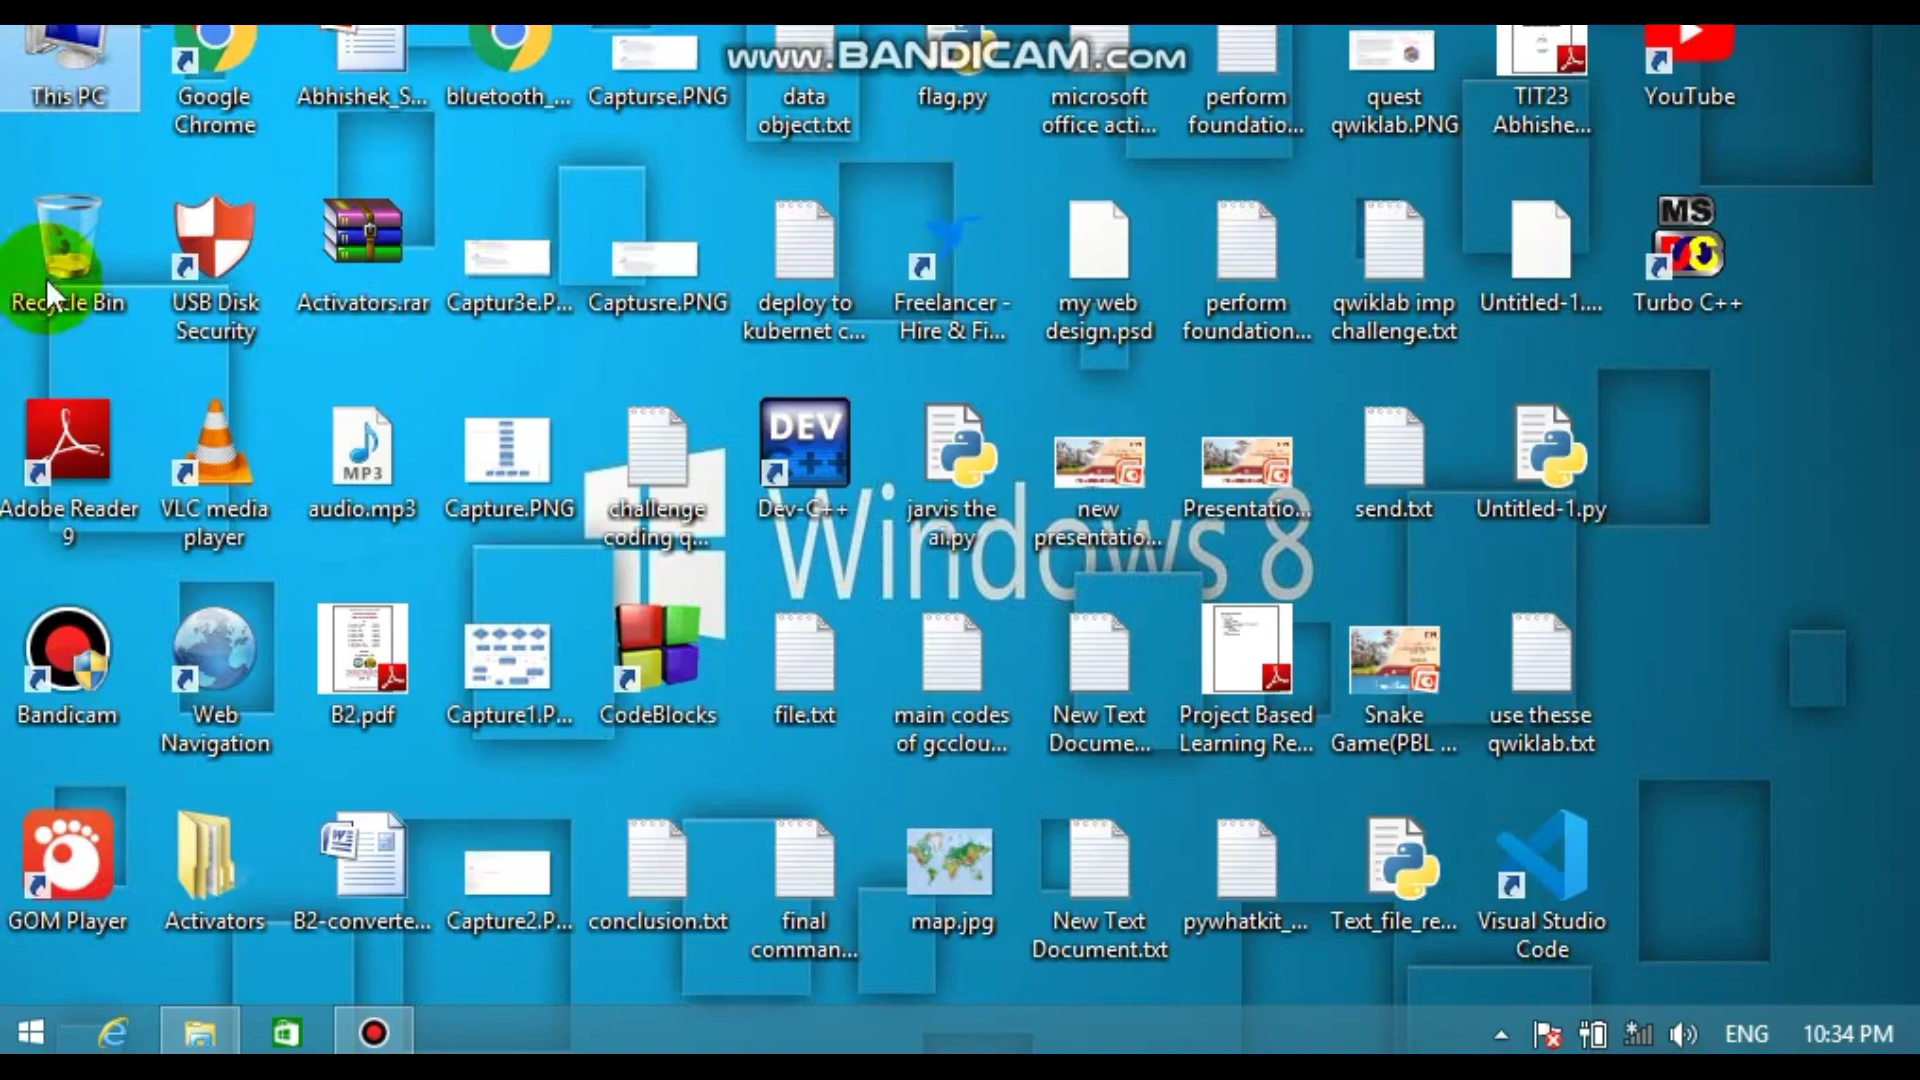 www.BANDICAM.com
This PC
Google
Chrome
Abhishek_S...
bluetooth_...
Capturse.PNG
data
object.txt
flag.py
microsoft
office acti...
perform
foundatio...
quest
qwiklab.PNG
TIT23
Abhishe...
YouTube
Recycle Bin
USB Disk
Security
Activators.rar
Captur3e.P...
Captusre.PNG
deploy to
kubernet c...
Freelancer -
Hire & Fi...
my web
design.psd
perform
foundation...
qwiklab imp
challenge.txt
Untitled-1....
MS
DOS
Turbo C++
Adobe Reader
9
VLC media
player
MP3
audio.mp3
Capture.PNG
challenge
coding q...
DEV
C++
Dev-C++
jarvis the
ai.py
new
presentatio...
Presentatio...
send.txt
Untitled-1.py
Windows 8
Bandicam
Web
Navigation
B2.pdf
Capture1.P...
CodeBlocks
file.txt
main codes
of gcclou...
New Text
Docume...
Project Based
Learning Re...
Snake
Game(PBL ...
use thesse
qwiklab.txt
GOM Player
Activators
B2-converte...
Capture2.P...
conclusion.txt
final
comman...
map.jpg
New Text
Document.txt
pywhatkit_...
Text_file_re...
Visual Studio
Code
ENG
10:34 PM